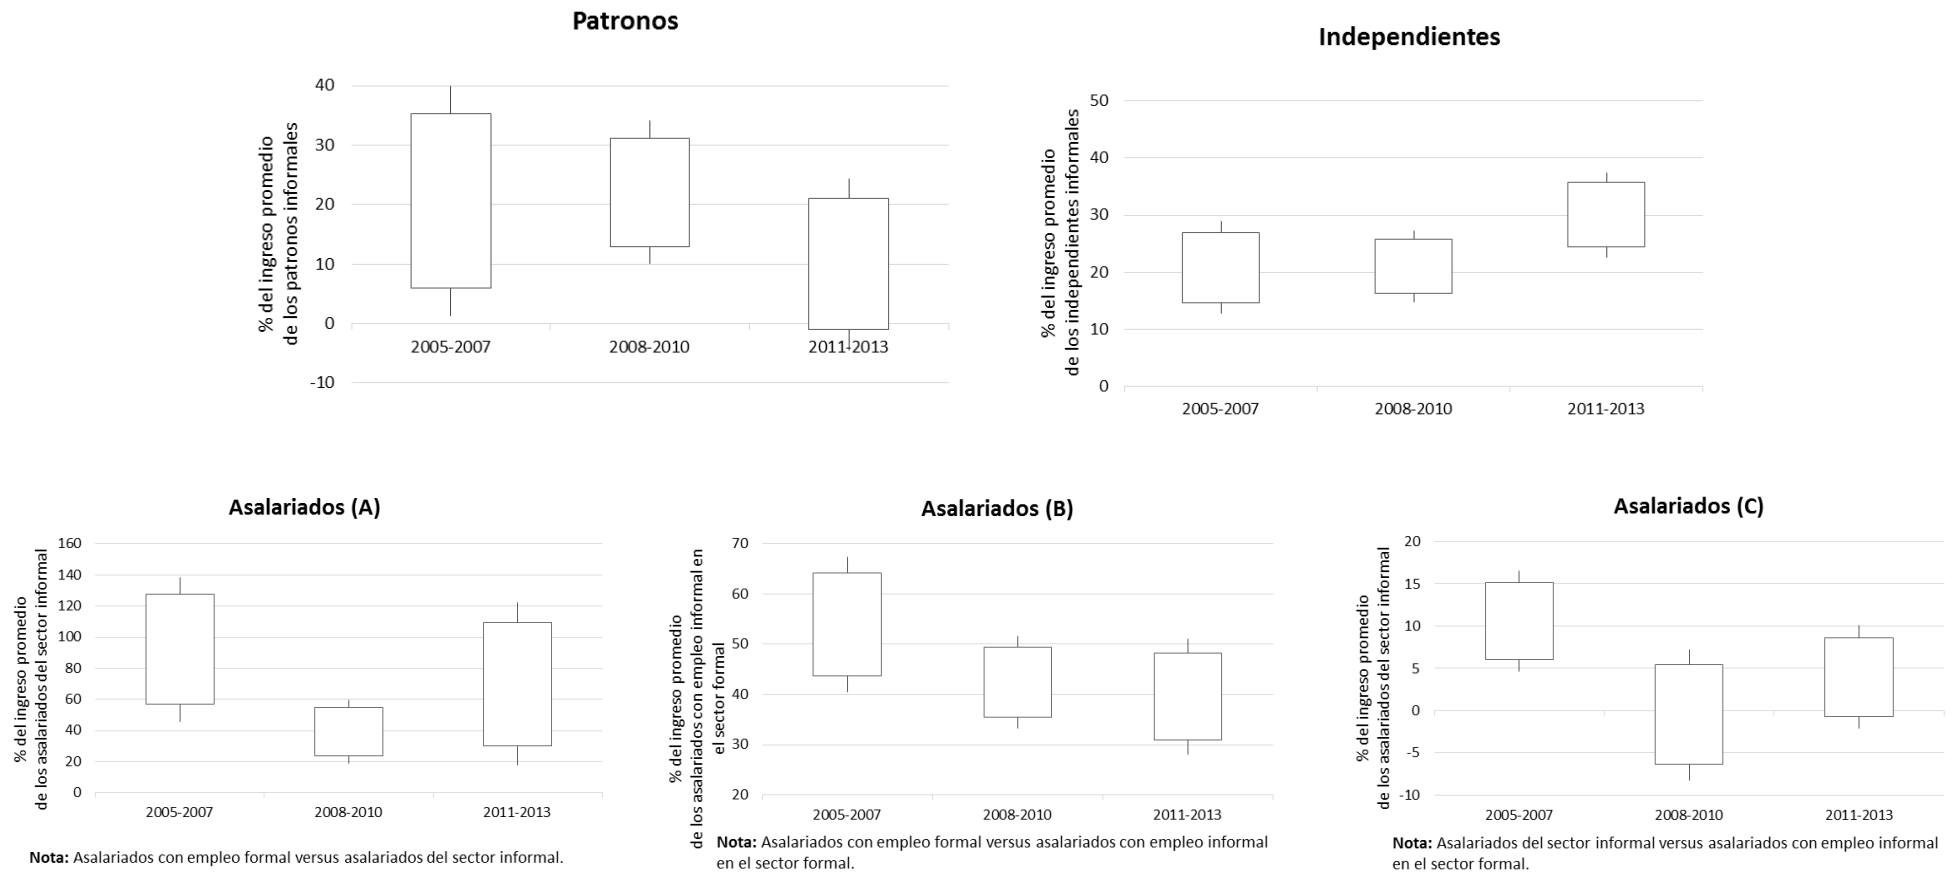 Patronos
% del ingreso promedio
de los patronos informales
40
30
20
10
0
-10
2005-2007
2008-2010
2011-2013
Independientes
% del ingreso promedio
de los independientes informales
50
40
30
20
10
0
2005-2007
2008-2010
2011-2013
Asalariados (A)
% del ingreso promedio
de los asalariados del sector informal
160
140
120
100
80
60
40
20
0
2005-2007
2008-2010
2011-2013
Nota: Asalariados con empleo formal versus asalariados del sector informal.
Asalariados (B)
% del ingreso promedio
de los asalariados con empleo informal en
el sector formal
70
60
50
40
30
20
2005-2007
2008-2010
2011-2013
Nota: Asalariados con empleo formal versus asalariados con empleo informal
en el sector formal.
Asalariados (C)
% del ingreso promedio
de los asalariados del sector informal
20
15
10
5
0
-5
-10
2005-2007
2008-2010
2011-2013
Nota: Asalariados del sector informal versus asalariados con empleo informal
en el sector formal.